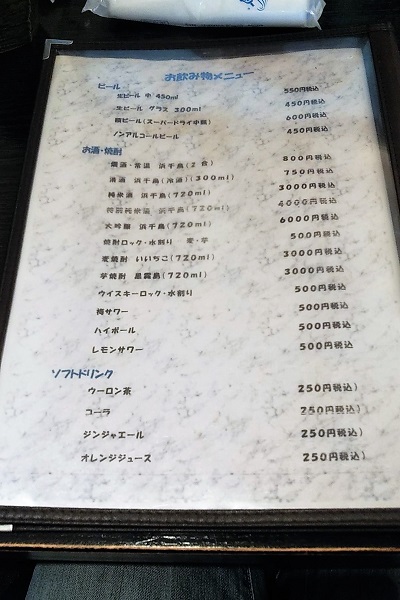 お飲み物メニュー
ビール
生ビール 中 450ml 550円税込
生ビール グラス 300ml 450円税込
瓶ビール(スーパードライ中瓶) 600円税込
ノンアルコールビール 450円税込
お酒・焼酎
燗酒・常温 浜千鳥(2合) 800円税込
清酒 浜千鳥(冷酒)(300ml) 750円税込
純米酒 浜千鳥(720ml) 3000円税込
特別純米酒 浜千鳥(720ml) 4000円税込
大吟醸 浜千鳥(720ml) 6000円税込
焼酎ロック・水割り 麦・芋 500円税込
麦焼酎 いいちこ(720ml) 3000円税込
芋焼酎 黒霧島(720ml) 3000円税込
ウイスキーロック・水割り 500円税込
梅サワー 500円税込
ハイボール 500円税込
レモンサワー 500円税込
ソフトドリンク
ウーロン茶 250円税込)
コーラ 250円税込)
ジンジャエール 250円税込)
オレンジジュース 250円税込)